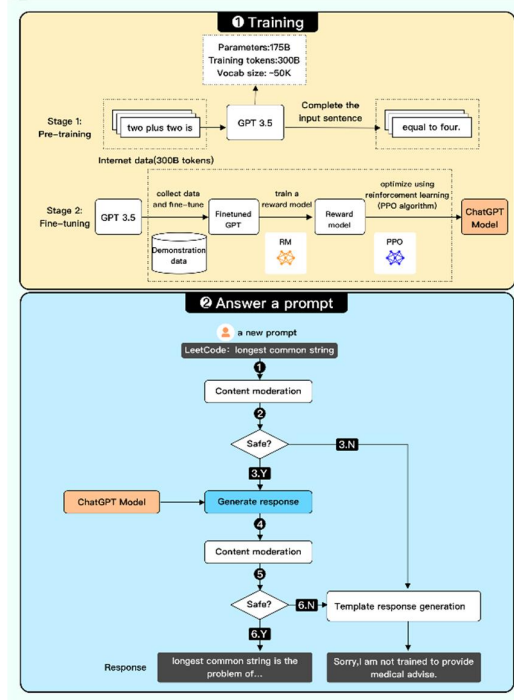 ❶ Training
Parameters:175B
Training tokens:300B
Vocab size: ~50K
Stage 1:
Pre-training
two plus two is
GPT 3.5
Complete the
input sentence
equal to four.
Internet data(300B tokens)
Stage 2:
Fine-tuning
GPT 3.5
collect data
and fine-tune
Finetuned
GPT
Demonstration
data
train a
reward model
Reward
model
RM
optimize using
reinforcement learning
(PPO algorithm)
PPO
ChatGPT
Model
❷ Answer a prompt
a new prompt
LeetCode: longest common string
1
Content moderation
2
Safe?
3.N
3.Y
ChatGPT Model
Generate response
4
Content moderation
5
Safe?
6.N
Template response generation
6.Y
Response
longest common string is the
problem of...
Sorry,i am not trained to provide
medical advise.